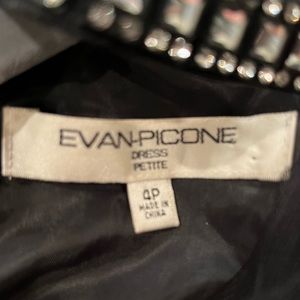 EVAN-PICONE
DRESS
PETITE
4P
MADE IN
CHINA